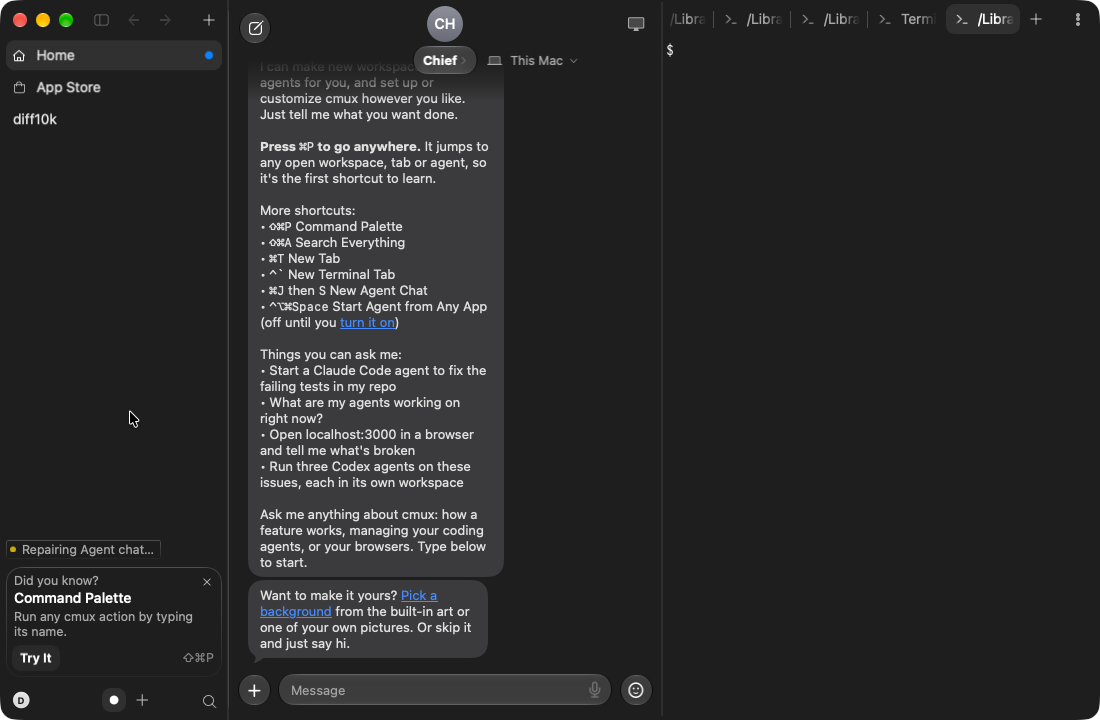 Home
App Store
diff10k
Repairing Agent chat...
Did you know?
Command Palette
Run any cmux action by typing
its name.
Try It
⇧⌘P
D
CH
Chief
This Mac
agents for you, and set up or
customize cmux however you like.
Just tell me what you want done.
Press ⌘P to go anywhere. It jumps to
any open workspace, tab or agent, so
it's the first shortcut to learn.
More shortcuts:
• ⇧⌘P Command Palette
• ⇧⌘A Search Everything
• ⌘T New Tab
• ^` New Terminal Tab
• ⌘J then S New Agent Chat
• ^⌥⌘Space Start Agent from Any App
(off until you turn it on)
Things you can ask me:
• Start a Claude Code agent to fix the
failing tests in my repo
• What are my agents working on
right now?
• Open localhost:3000 in a browser
and tell me what's broken
• Run three Codex agents on these
issues, each in its own workspace
Ask me anything about cmux: how a
feature works, managing your coding
agents, or your browsers. Type below
to start.
Want to make it yours? Pick a
background from the built-in art or
one of your own pictures. Or skip it
and just say hi.
Message
/Libra
/Libra
/Libra
Termi
/Libra
$